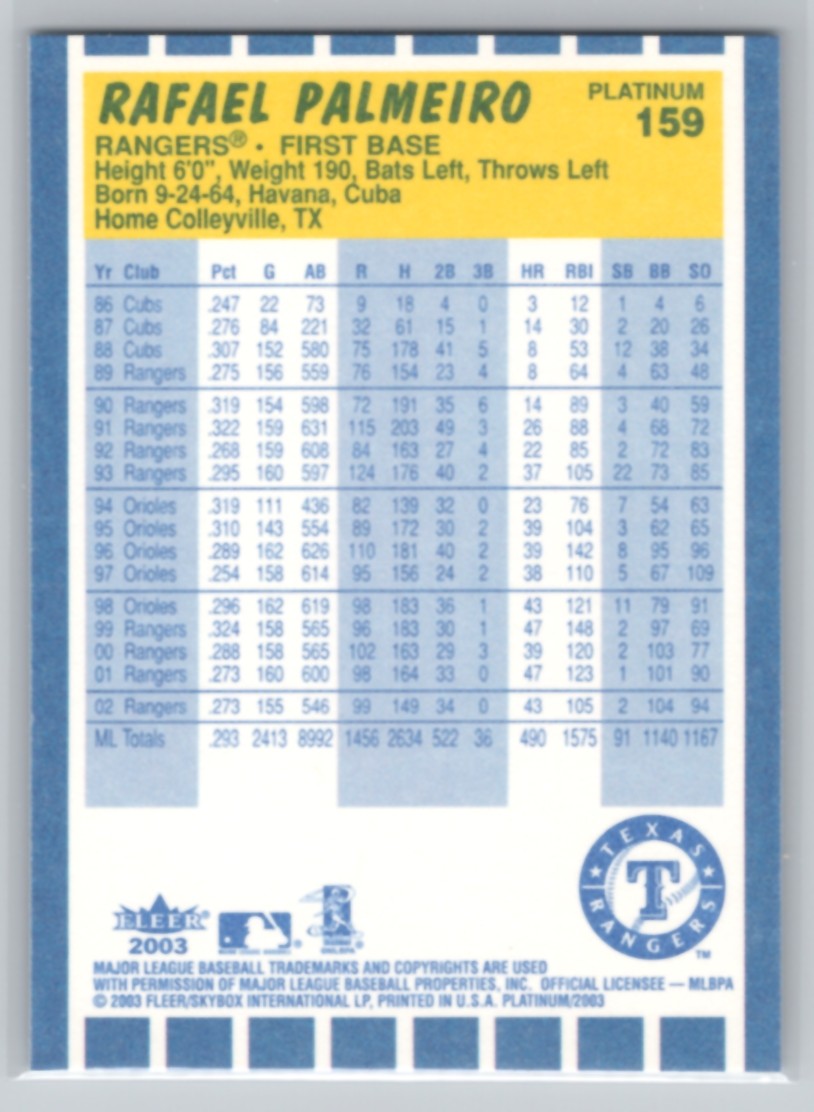 RAFAEL PALMEIRO
PLATINUM
159
RANGERS® · FIRST BASE
Height 6'0", Weight 190, Bats Left, Throws Left
Born 9-24-64, Havana, Cuba
Home Colleyville, TX
Yr Club Pct G AB R H 2B 3B HR RBI SB BB SO
86 Cubs .247 22 73 9 18 4 0 3 12 1 4 6
87 Cubs .276 84 221 32 61 15 1 14 30 2 20 26
88 Cubs .307 152 580 75 178 41 5 8 53 12 38 34
89 Rangers .275 156 559 76 154 23 4 8 64 4 63 48
90 Rangers .319 154 598 72 191 35 6 14 89 3 40 59
91 Rangers .322 159 631 115 203 49 3 26 88 4 68 72
92 Rangers .268 159 608 84 163 27 4 22 85 2 72 83
93 Rangers .295 160 597 124 176 40 2 37 105 22 73 85
94 Orioles .319 111 436 82 139 32 0 23 76 7 54 63
95 Orioles .310 143 554 89 172 30 2 39 104 3 62 65
96 Orioles .289 162 626 110 181 40 2 39 142 8 95 96
97 Orioles .254 158 614 95 156 24 2 38 110 5 67 109
98 Orioles .296 162 619 98 183 36 1 43 121 11 79 91
99 Rangers .324 158 565 96 183 30 1 47 148 2 97 69
00 Rangers .288 158 565 102 163 29 3 39 120 2 103 77
01 Rangers .273 160 600 98 164 33 0 47 123 1 101 90
02 Rangers .273 155 546 99 149 34 0 43 105 2 104 94
ML Totals .293 2413 8992 1456 2634 522 36 490 1575 91 1140 1167
TEXAS
T
RANGERS
TM
FLEER®
2003
MAJOR LEAGUE BASEBALL TRADEMARKS AND COPYRIGHTS ARE USED
WITH PERMISSION OF MAJOR LEAGUE BASEBALL PROPERTIES, INC. OFFICIAL LICENSEE — MLBPA
© 2003 FLEER/SKYBOX INTERNATIONAL LP, PRINTED IN U.S.A. PLATINUM/2003